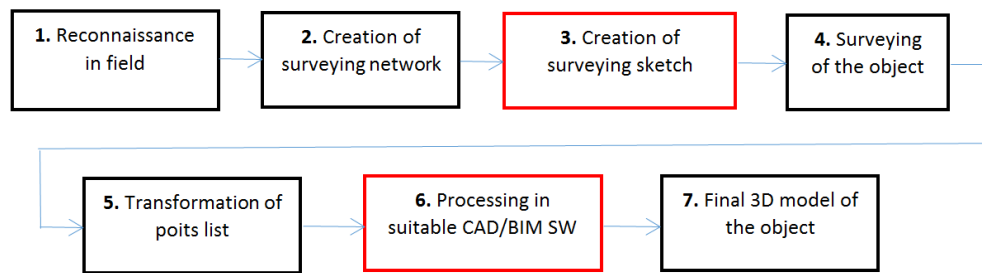 1. Reconnaissance
in field
2. Creation of
surveying network
3. Creation of
surveying sketch
4. Surveying
of the object
5. Transformation of
poits list
6. Processing in
suitable CAD/BIM SW
7. Final 3D model of
the object